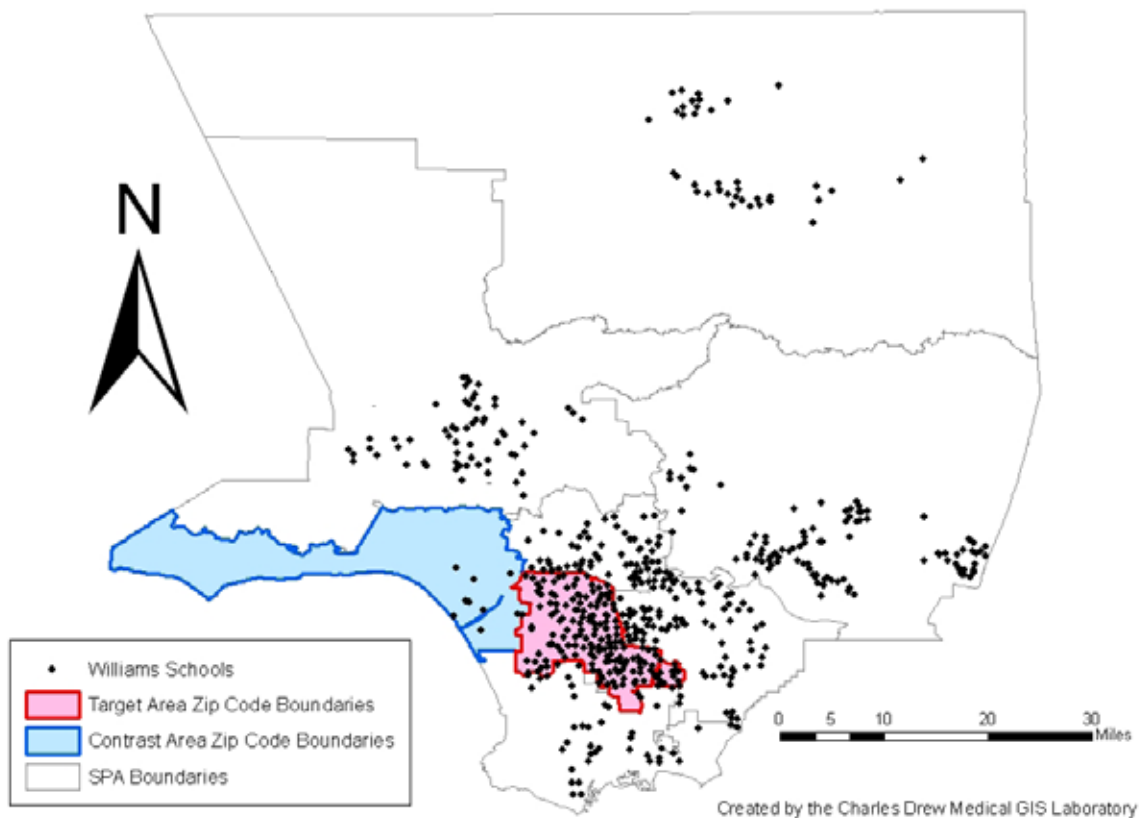 N
Williams Schools
Target Area Zip Code Boundaries
Contrast Area Zip Code Boundaries
SPA Boundaries
0 5 10 20 30
Miles
Created by the Charles Drew Medical GIS Laboratory